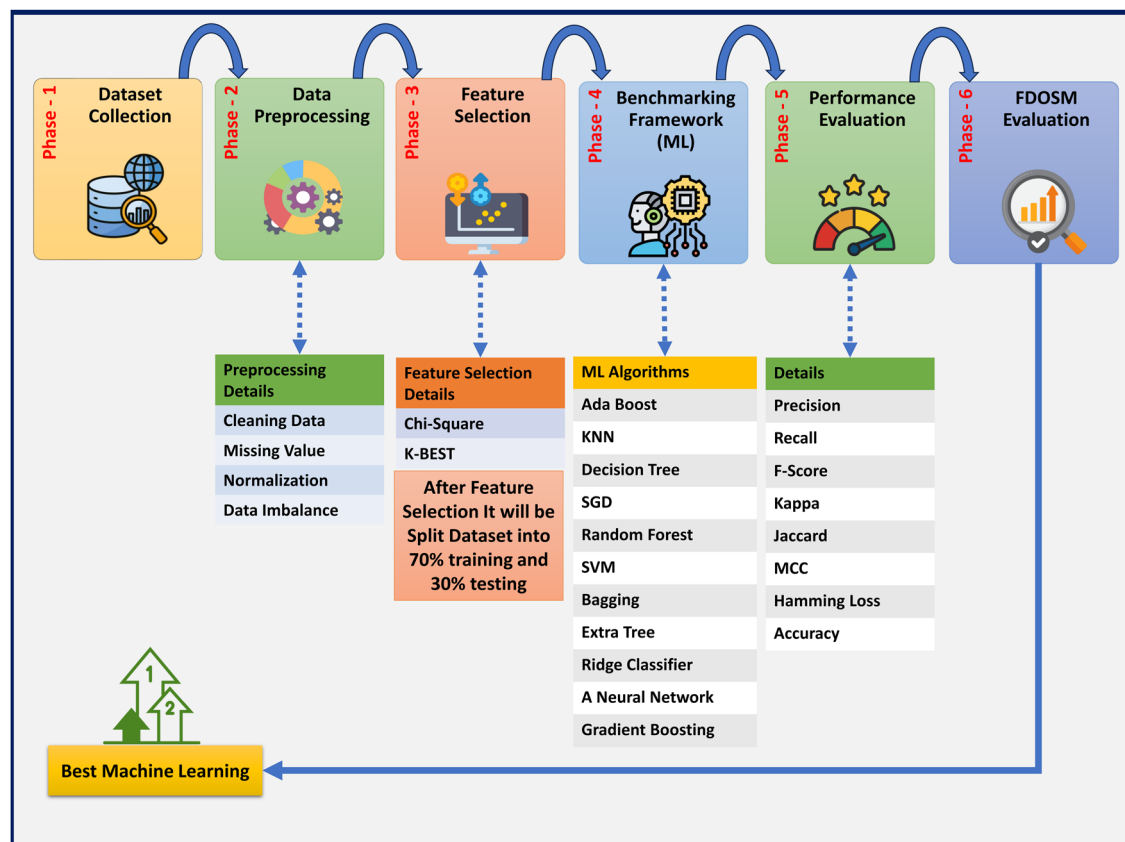 Phase - 1
Dataset
Collection
Phase - 2
Data
Preprocessing
Phase - 3
Feature
Selection
Phase - 4
Benchmarking
Framework
(ML)
Phase - 5
Performance
Evaluation
Phase - 6
FDOSM
Evaluation
Preprocessing
Details
Cleaning Data
Missing Value
Normalization
Data Imbalance
Feature Selection
Details
Chi-Square
K-BEST
After Feature
Selection It will be
Split Dataset into
70% training and
30% testing
ML Algorithms
Ada Boost
KNN
Decision Tree
SGD
Random Forest
SVM
Bagging
Extra Tree
Ridge Classifier
A Neural Network
Gradient Boosting
Details
Precision
Recall
F-Score
Kappa
Jaccard
MCC
Hamming Loss
Accuracy
1
2
Best Machine Learning